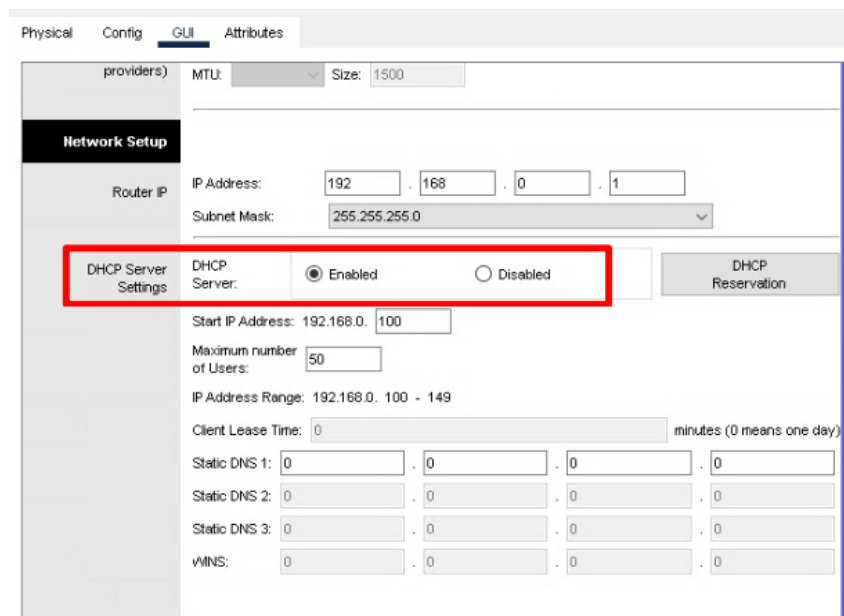 Physical Config GUI Attributes
providers) MTU: Size: 1500
Network Setup
Router IP IP Address: 192 . 168 . 0 . 1
Subnet Mask: 255.255.255.0
DHCP Server Settings DHCP Server: Enabled Disabled DHCP Reservation
Start IP Address: 192.168.0. 100
Maximum number of Users: 50
IP Address Range: 192.168.0. 100 - 149
Client Lease Time: 0 minutes (0 means one day)
Static DNS 1: 0 . 0 . 0 . 0
Static DNS 2: 0 . 0 . 0 . 0
Static DNS 3: 0 . 0 . 0 . 0
WINS: 0 . 0 . 0 . 0